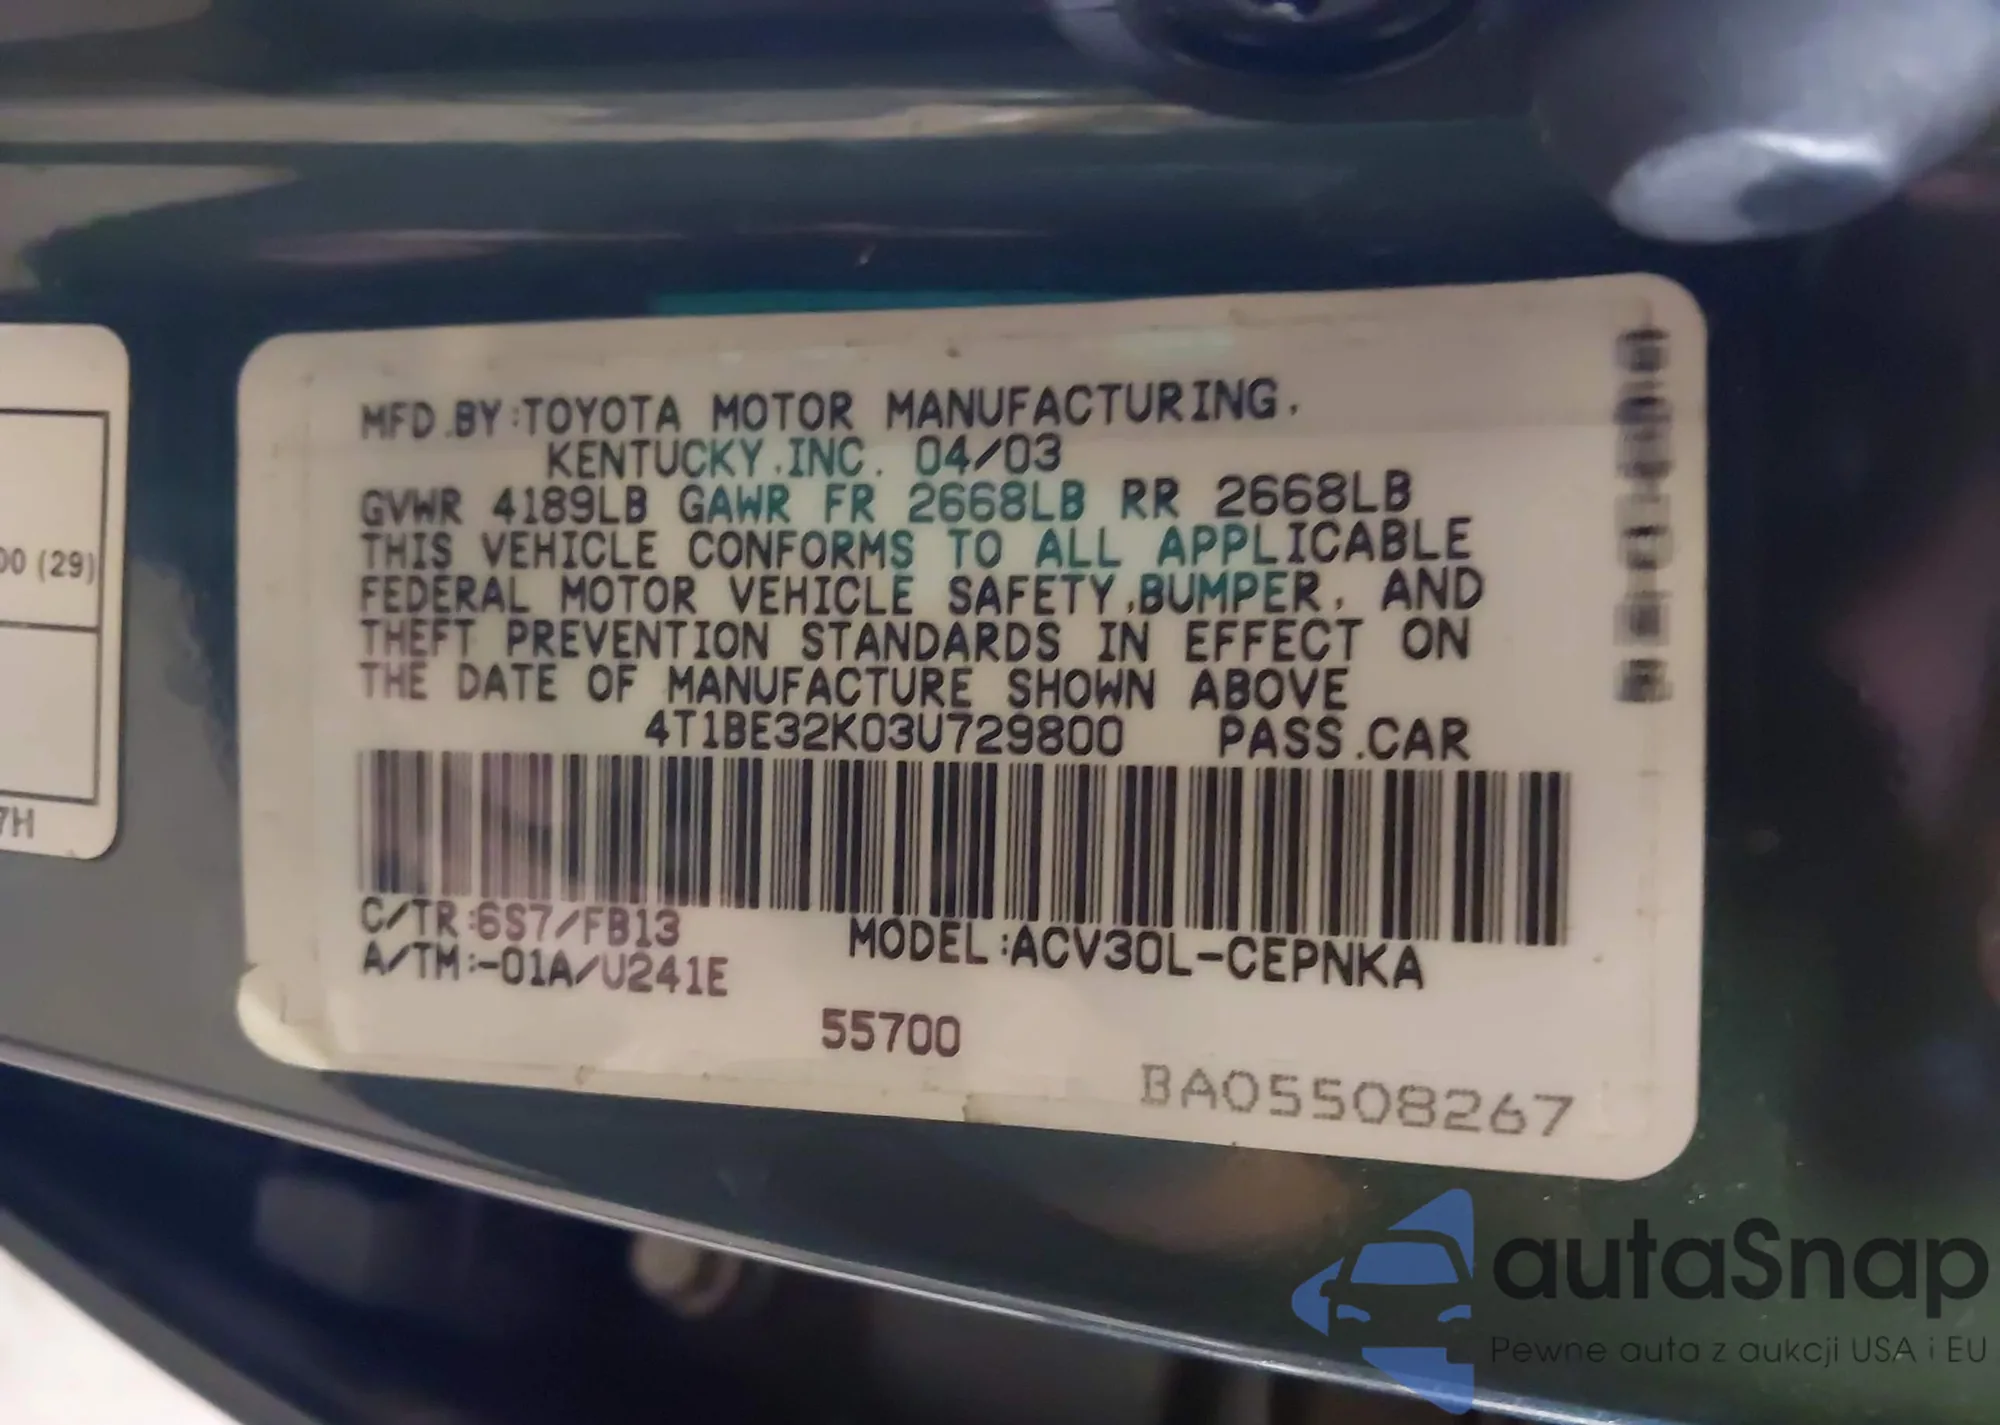 MFD.BY:TOYOTA MOTOR MANUFACTURING,
KENTUCKY,INC. 04/03
GVWR 4189LB GAWR FR 2668LB RR 2668LB
THIS VEHICLE CONFORMS TO ALL APPLICABLE
FEDERAL MOTOR VEHICLE SAFETY,BUMPER, AND
THEFT PREVENTION STANDARDS IN EFFECT ON
THE DATE OF MANUFACTURE SHOWN ABOVE
4T1BE32K03U729800 PASS.CAR
C/TR:6S7/FB13
A/TM:-01A/U241E
MODEL:ACV30L-CEPNKA
55700
BA05508267
00 (29)
7H
autaSnap
Pewne auta z aukcji USA i EU